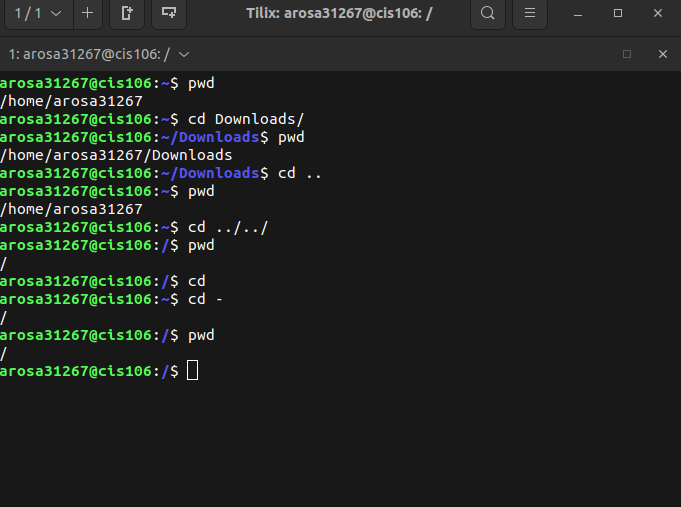 1 / 1
Tilix: arosa31267@cis106: /
1: arosa31267@cis106: /
arosa31267@cis106:~$ pwd
/home/arosa31267
arosa31267@cis106:~$ cd Downloads/
arosa31267@cis106:~/Downloads$ pwd
/home/arosa31267/Downloads
arosa31267@cis106:~/Downloads$ cd ..
arosa31267@cis106:~$ pwd
/home/arosa31267
arosa31267@cis106:~$ cd ../../
arosa31267@cis106:/$ pwd
/
arosa31267@cis106:/$ cd
arosa31267@cis106:~$ cd -
/
arosa31267@cis106:/$ pwd
/
arosa31267@cis106:/$